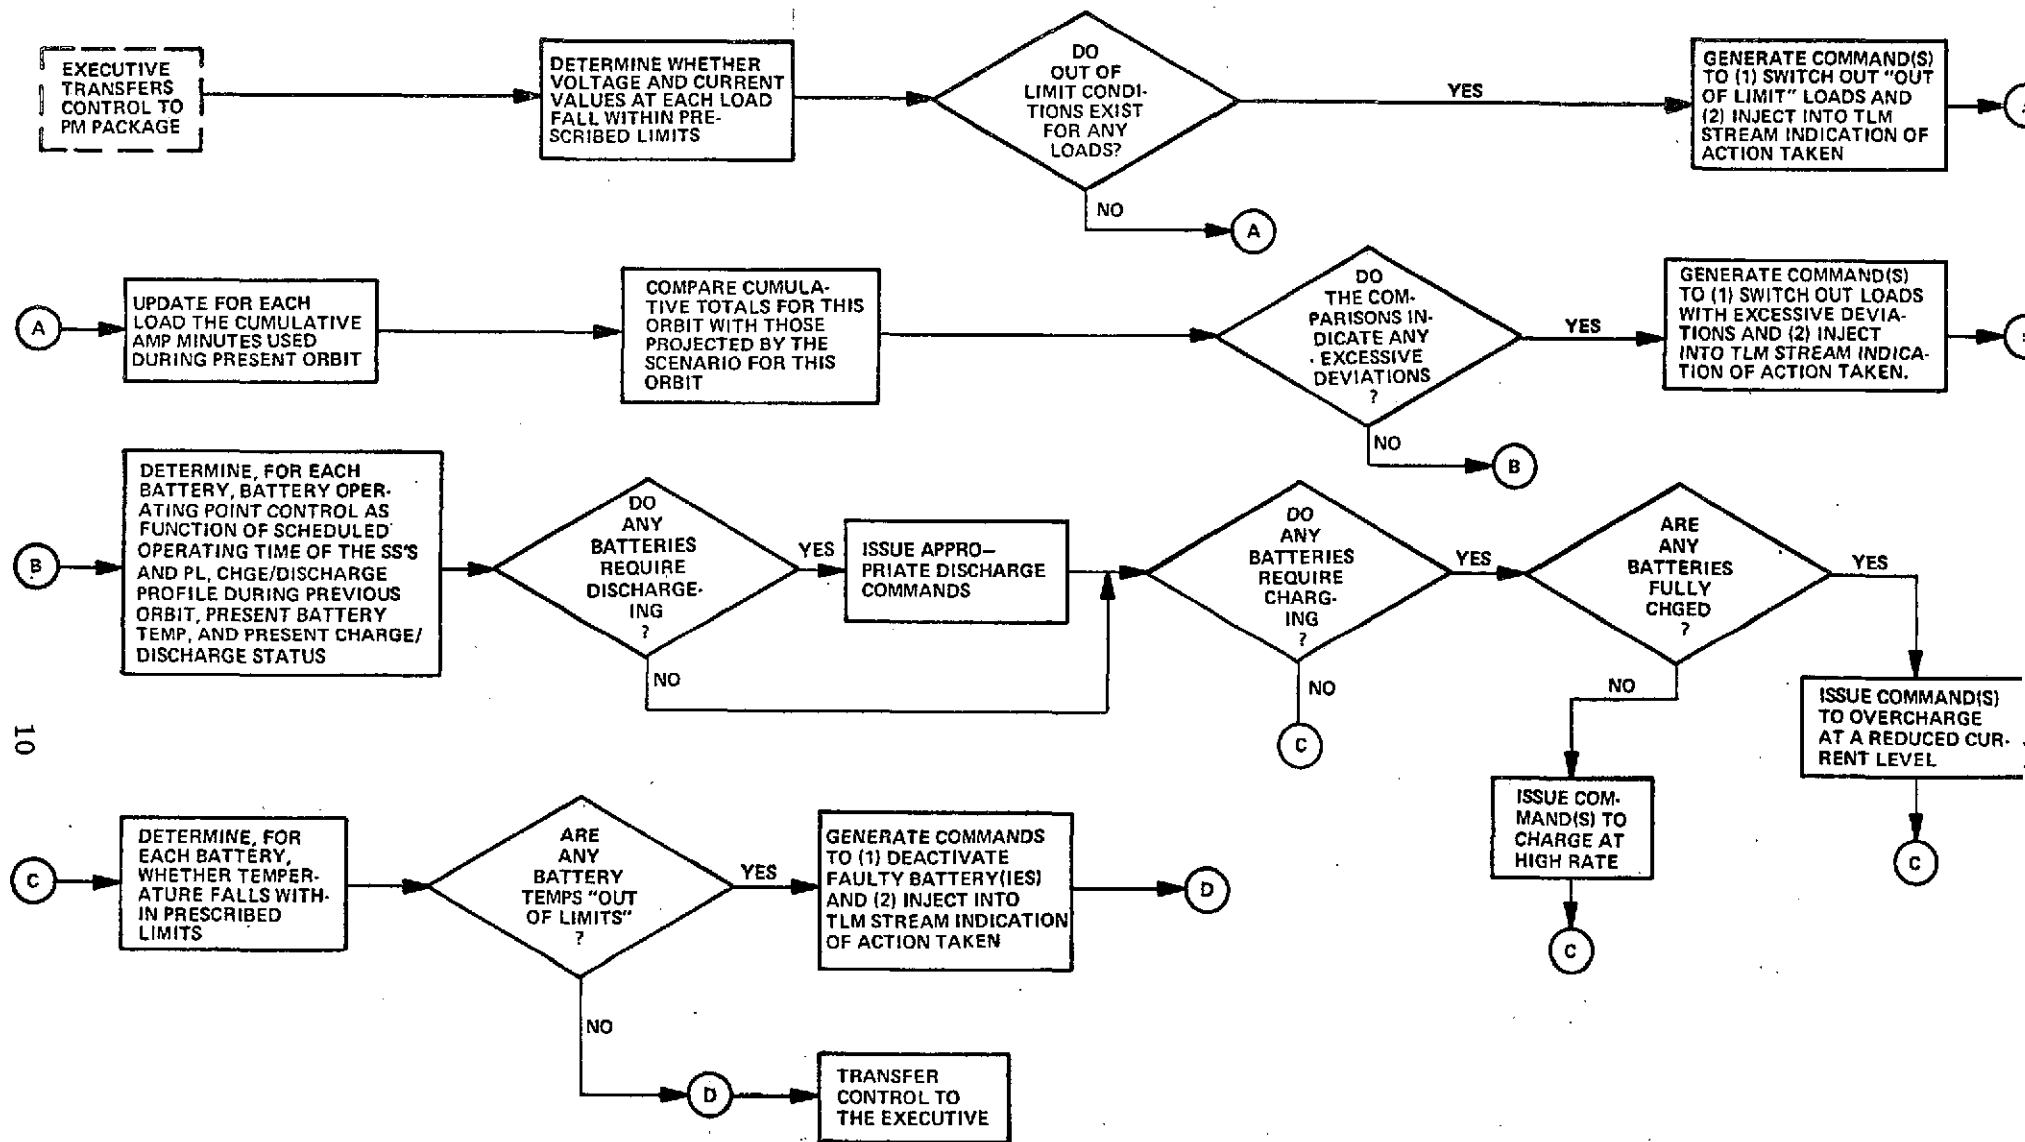 EXECUTIVE
TRANSFERS
CONTROL TO
PM PACKAGE
DETERMINE WHETHER
VOLTAGE AND CURRENT
VALUES AT EACH LOAD
FALL WITHIN PRE-
SCRIBED LIMITS
DO
OUT OF
LIMIT CONDI-
TIONS EXIST
FOR ANY
LOADS?
YES
NO
A
GENERATE COMMAND(S)
TO (1) SWITCH OUT "OUT
OF LIMIT" LOADS AND
(2) INJECT INTO TLM
STREAM INDICATION OF
ACTION TAKEN
A
UPDATE FOR EACH
LOAD THE CUMULATIVE
AMP MINUTES USED
DURING PRESENT ORBIT
COMPARE CUMULA-
TIVE TOTALS FOR THIS
ORBIT WITH THOSE
PROJECTED BY THE
SCENARIO FOR THIS
ORBIT
DO
THE COM-
PARISONS IN-
DICATE ANY
EXCESSIVE
DEVIATIONS
?
YES
NO
B
GENERATE COMMAND(S)
TO (1) SWITCH OUT LOADS
WITH EXCESSIVE DEVIA-
TIONS AND (2) INJECT
INTO TLM STREAM INDICA-
TION OF ACTION TAKEN.
B
DETERMINE, FOR EACH
BATTERY, BATTERY OPER-
ATING POINT CONTROL AS
FUNCTION OF SCHEDULED
OPERATING TIME OF THE SS'S
AND PL, CHGE/DISCHARGE
PROFILE DURING PREVIOUS
ORBIT, PRESENT BATTERY
TEMP, AND PRESENT CHARGE/
DISCHARGE STATUS
DO
ANY
BATTERIES
REQUIRE
DISCHARGE-
ING
?
YES
NO
ISSUE APPRO-
PRIATE DISCHARGE
COMMANDS
DO
ANY
BATTERIES
REQUIRE
CHARG-
ING
?
YES
NO
C
ARE
ANY
BATTERIES
FULLY
CHGED
?
YES
NO
ISSUE COMMAND(S)
TO OVERCHARGE
AT A REDUCED CUR-
RENT LEVEL
C
ISSUE COM-
MAND(S) TO
CHARGE AT
HIGH RATE
C
10
C
DETERMINE, FOR
EACH BATTERY,
WHETHER TEMPER-
ATURE FALLS WITH-
IN PRESCRIBED
LIMITS
ARE
ANY
BATTERY
TEMPS "OUT
OF LIMITS"
?
YES
NO
GENERATE COMMANDS
TO (1) DEACTIVATE
FAULTY BATTERY(IES)
AND (2) INJECT INTO
TLM STREAM INDICATION
OF ACTION TAKEN
D
D
TRANSFER
CONTROL TO
THE EXECUTIVE